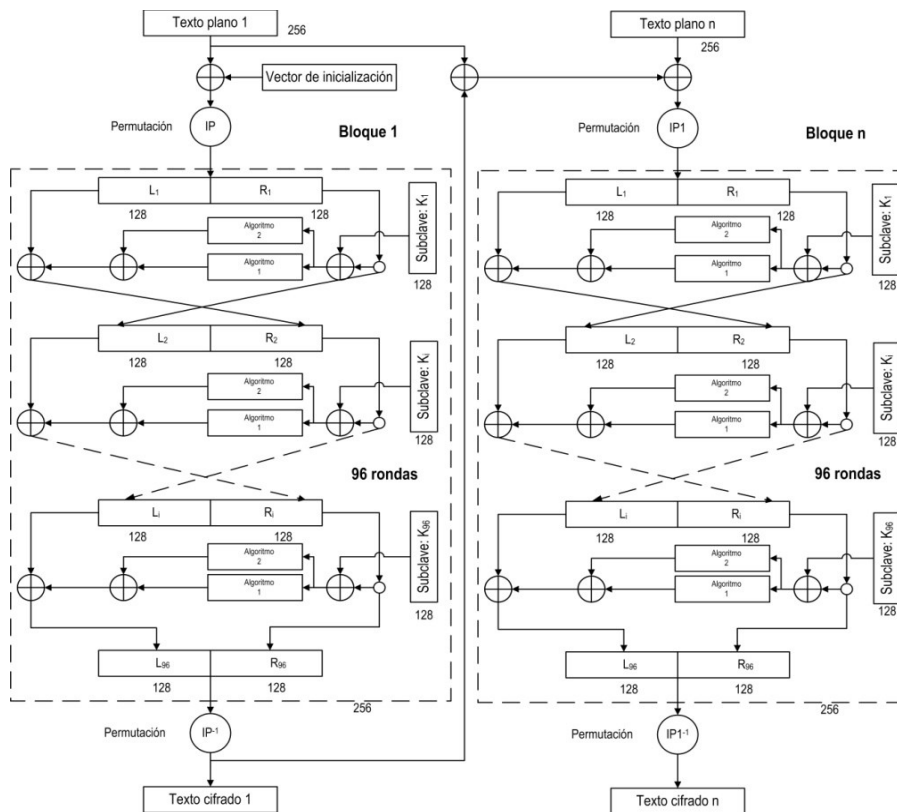 Texto plano 1
256
Vector de inicialización
Permutación
IP
Bloque 1
L1
R1
128
128
Algoritmo
2
Algoritmo
1
Subclave: K1
128
L2
R2
128
128
Algoritmo
2
Algoritmo
1
Subclave: Ki
128
96 rondas
Li
Ri
128
128
Algoritmo
2
Algoritmo
1
Subclave: K96
128
L96
R96
128
128
256
Permutación
IP-1
Texto cifrado 1
Texto plano n
256
Permutación
IP1
Bloque n
L1
R1
128
128
Algoritmo
2
Algoritmo
1
Subclave: K1
128
L2
R2
128
128
Algoritmo
2
Algoritmo
1
Subclave: Ki
128
96 rondas
Li
Ri
128
128
Algoritmo
2
Algoritmo
1
Subclave: K96
128
L96
R96
128
128
256
Permutación
IP1-1
Texto cifrado n